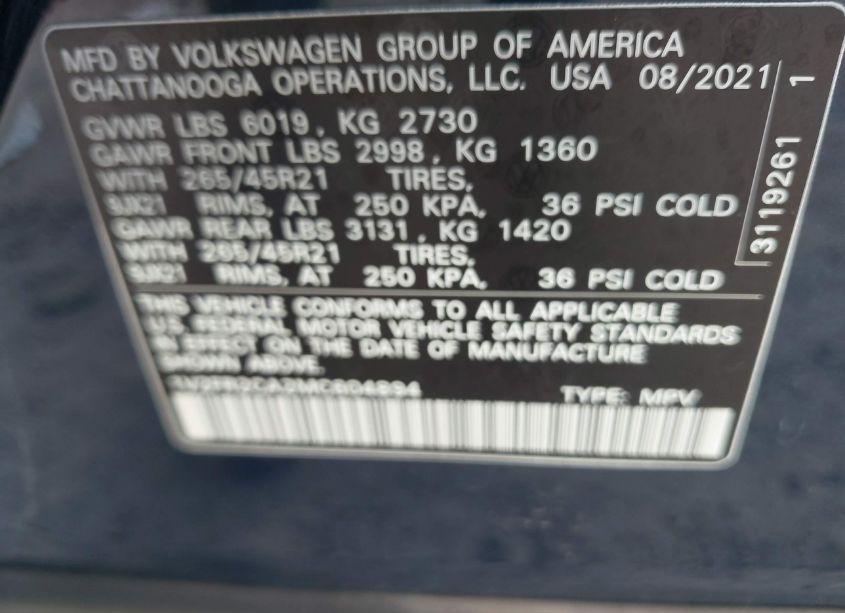 MFD BY VOLKSWAGEN GROUP OF AMERICA
CHATTANOOGA OPERATIONS, LLC. USA 08/2021
GVWR LBS 6019, KG 2730
GAWR FRONT LBS 2998, KG 1360
WITH 265/45R21 TIRES,
9JX21 RIMS, AT 250 KPA, 36 PSI COLD
GAWR REAR LBS 3131, KG 1420
WITH 265/45R21 TIRES,
9JX21 RIMS, AT 250 KPA, 36 PSI COLD
3119261 1
THIS VEHICLE CONFORMS TO ALL APPLICABLE
U.S. FEDERAL MOTOR VEHICLE SAFETY STANDARDS
IN EFFECT ON THE DATE OF MANUFACTURE
SHOWN ABOVE.
TYPE: MPV